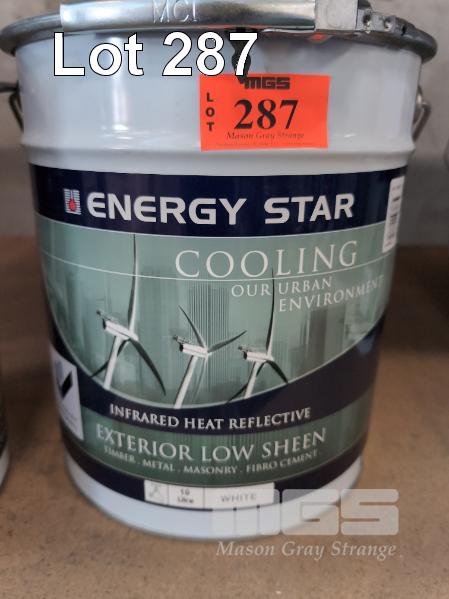 MCI
Lot 287
MGS
LOT
287
Mason Gray Strange
ENERGY STAR
COOLING
OUR URBAN
ENVIRONMENT
INFRARED HEAT REFLECTIVE
EXTERIOR LOW SHEEN
TIMBER . METAL . MASONRY . FIBRO CEMENT .
10
Litre
WHITE
MGS
Mason Gray Strange